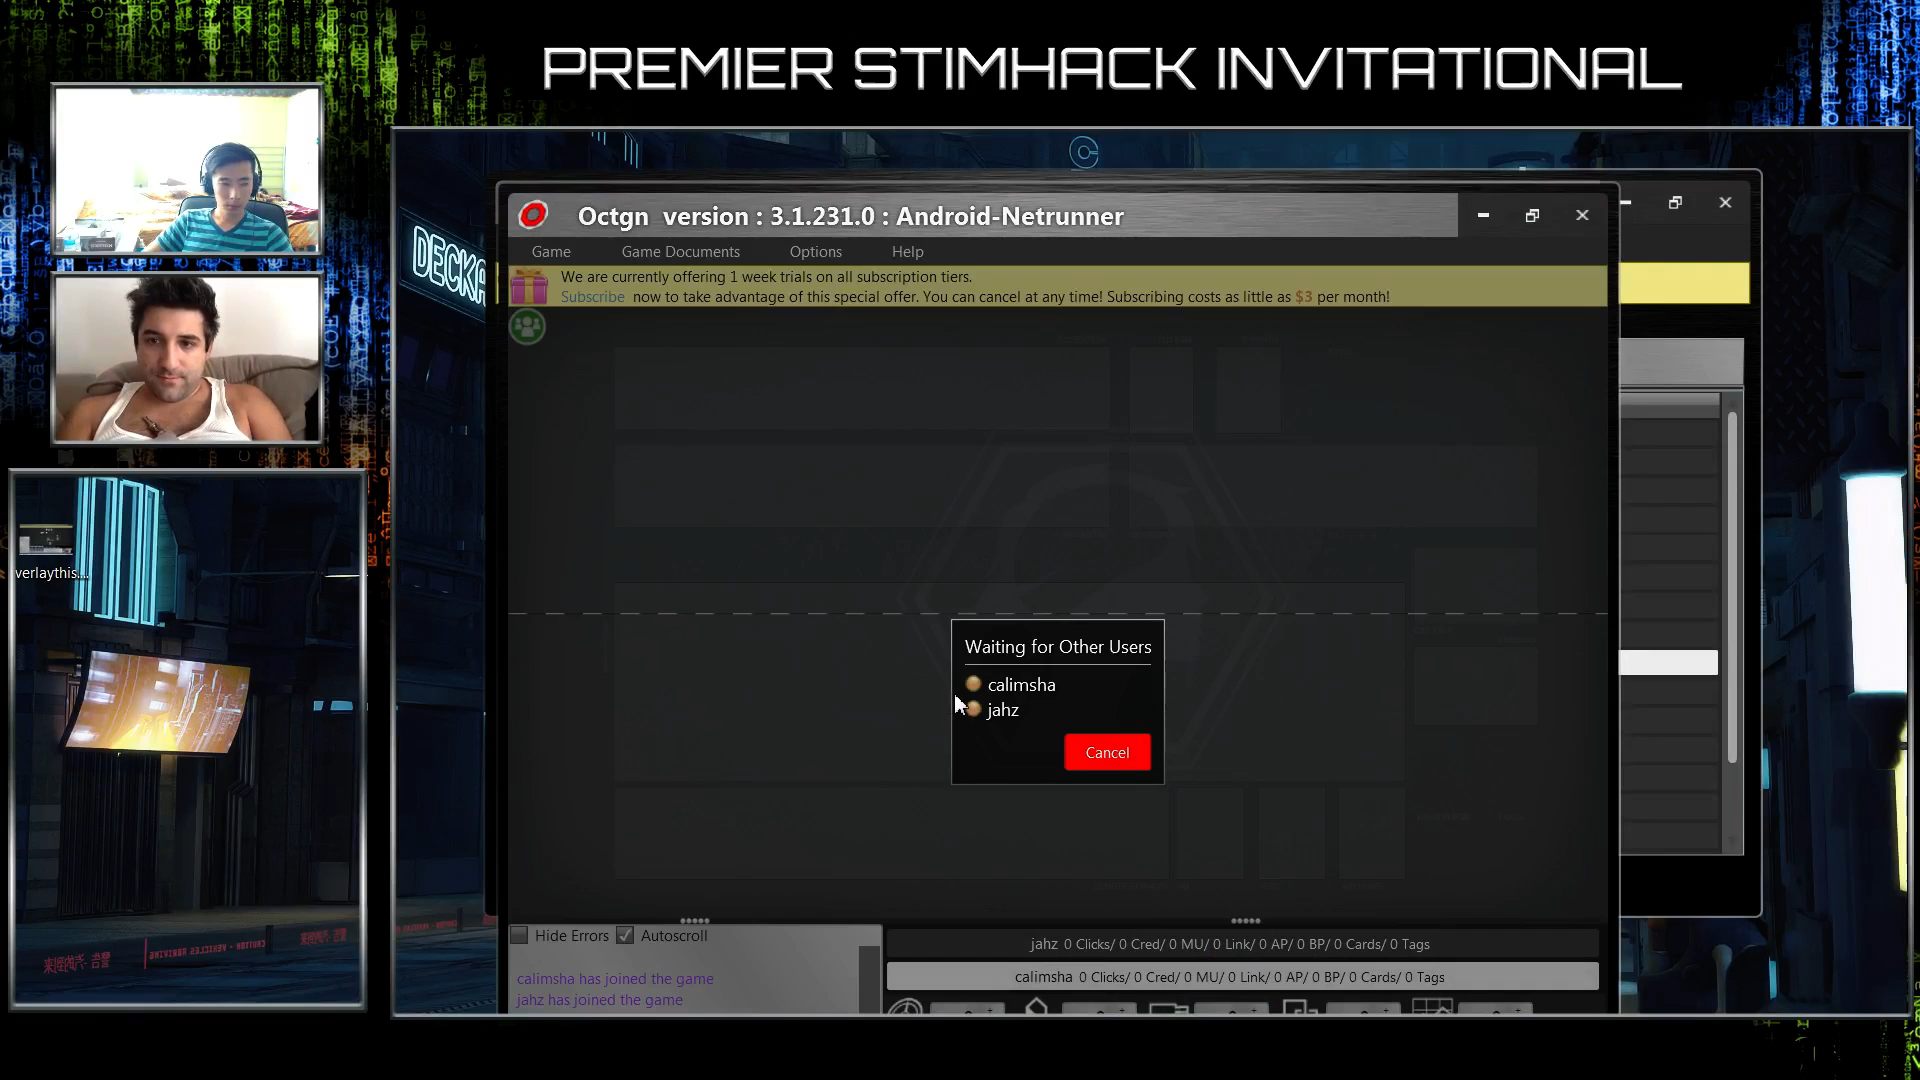 PREMIER STIMHACK INVITATIONAL
DECKA
Octgn version : 3.1.231.0 : Android-Netrunner
Game Game Documents Options Help
We are currently offering 1 week trials on all subscription tiers.
Subscribe now to take advantage of this special offer. You can cancel at any time! Subscribing costs as little as $3 per month!
verlaythis....
Waiting for Other Users
calimsha
jahz
Cancel
Hide Errors Autoscroll
calimsha has joined the game
jahz has joined the game
jahz 0 Clicks/ 0 Cred/ 0 MU/ 0 Link/ 0 AP/ 0 BP/ 0 Cards/ 0 Tags
calimsha 0 Clicks/ 0 Cred/ 0 MU/ 0 Link/ 0 AP/ 0 BP/ 0 Cards/ 0 Tags